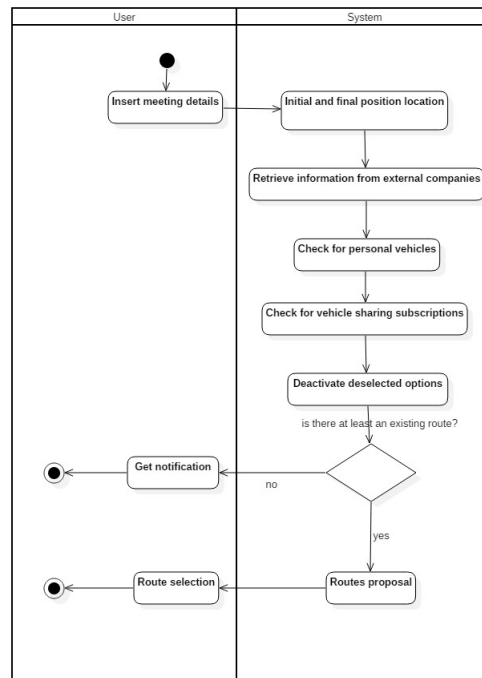 User
System
Insert meeting details
Initial and final position location
Retrieve information from external companies
Check for personal vehicles
Check for vehicle sharing subscriptions
Deactivate deselected options
is there at least an existing route?
Get notification
no
yes
Route selection
Routes proposal